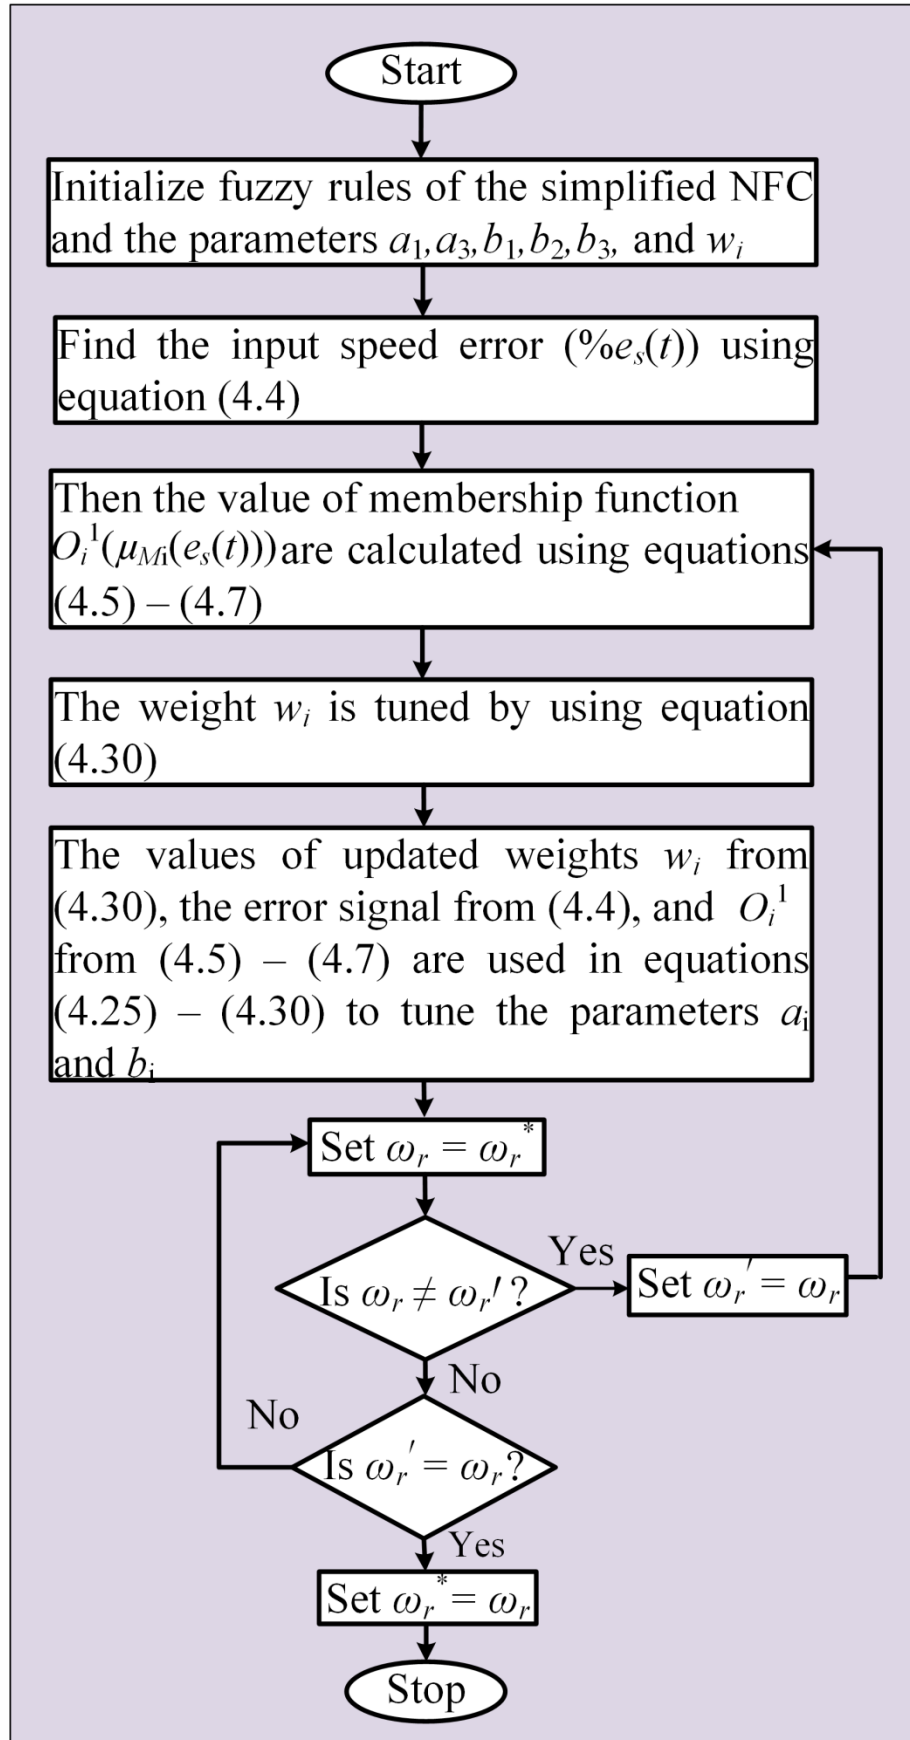 Start
Initialize fuzzy rules of the simplified NFC
and the parameters a₁,a₃,b₁,b₂,b₃, and wᵢ
Find the input speed error (%eₛ(t)) using
equation (4.4)
Then the value of membership function
Oᵢ¹(μMi(eₛ(t))) are calculated using equations
(4.5) – (4.7)
The weight wᵢ is tuned by using equation
(4.30)
The values of updated weights wᵢ from
(4.30), the error signal from (4.4), and Oᵢ¹
from (4.5) – (4.7) are used in equations
(4.25) – (4.30) to tune the parameters aᵢ
and bᵢ
Set ωᵣ = ωᵣ*
Is ωᵣ ≠ ωᵣ′?
Yes
Set ωᵣ′ = ωᵣ
No
Is ωᵣ′ = ωᵣ?
No
Yes
Set ωᵣ* = ωᵣ
Stop